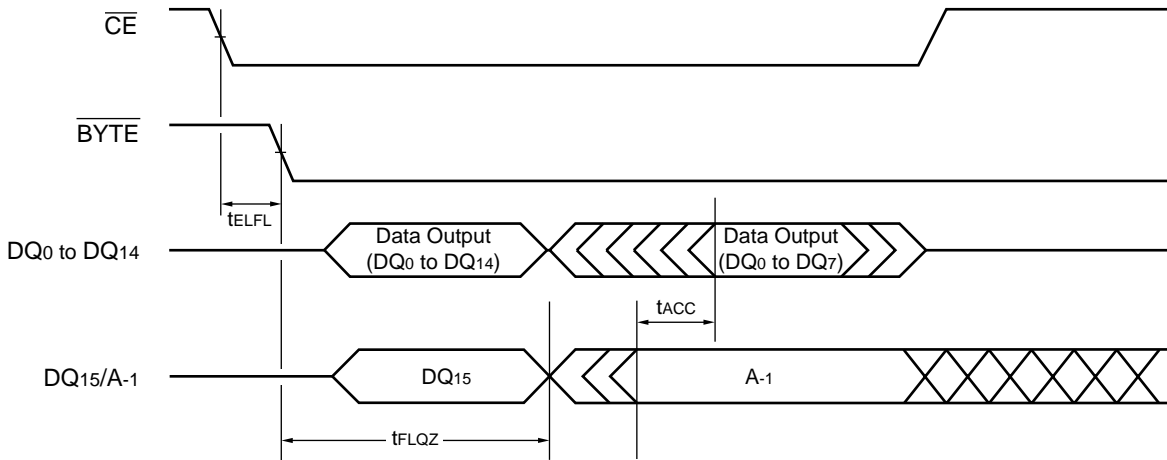 CE
BYTE
tELFL
DQ0 to DQ14
Data Output
(DQ0 to DQ14)
Data Output
(DQ0 to DQ7)
tACC
DQ15/A-1
DQ15
A-1
tFLQZ